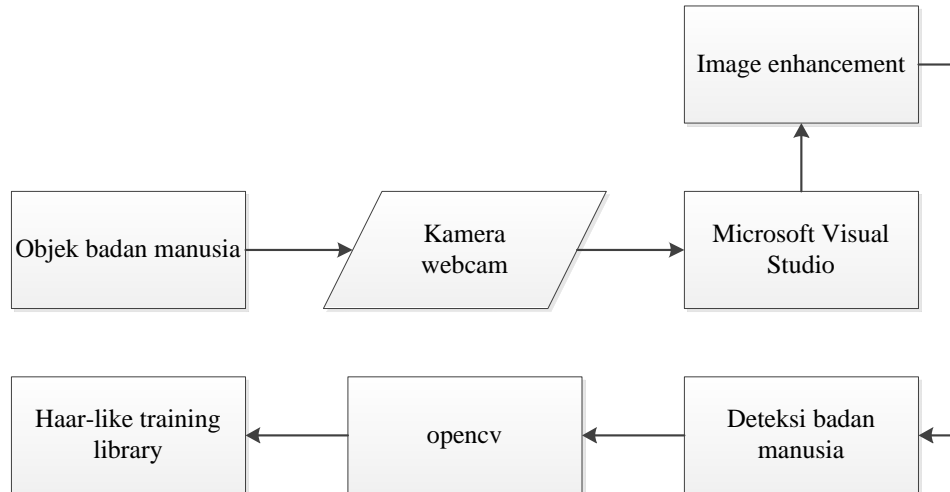 Image enhancement
Objek badan manusia
Kamera
webcam
Microsoft Visual
Studio
Haar-like training
library
opencv
Deteksi badan
manusia